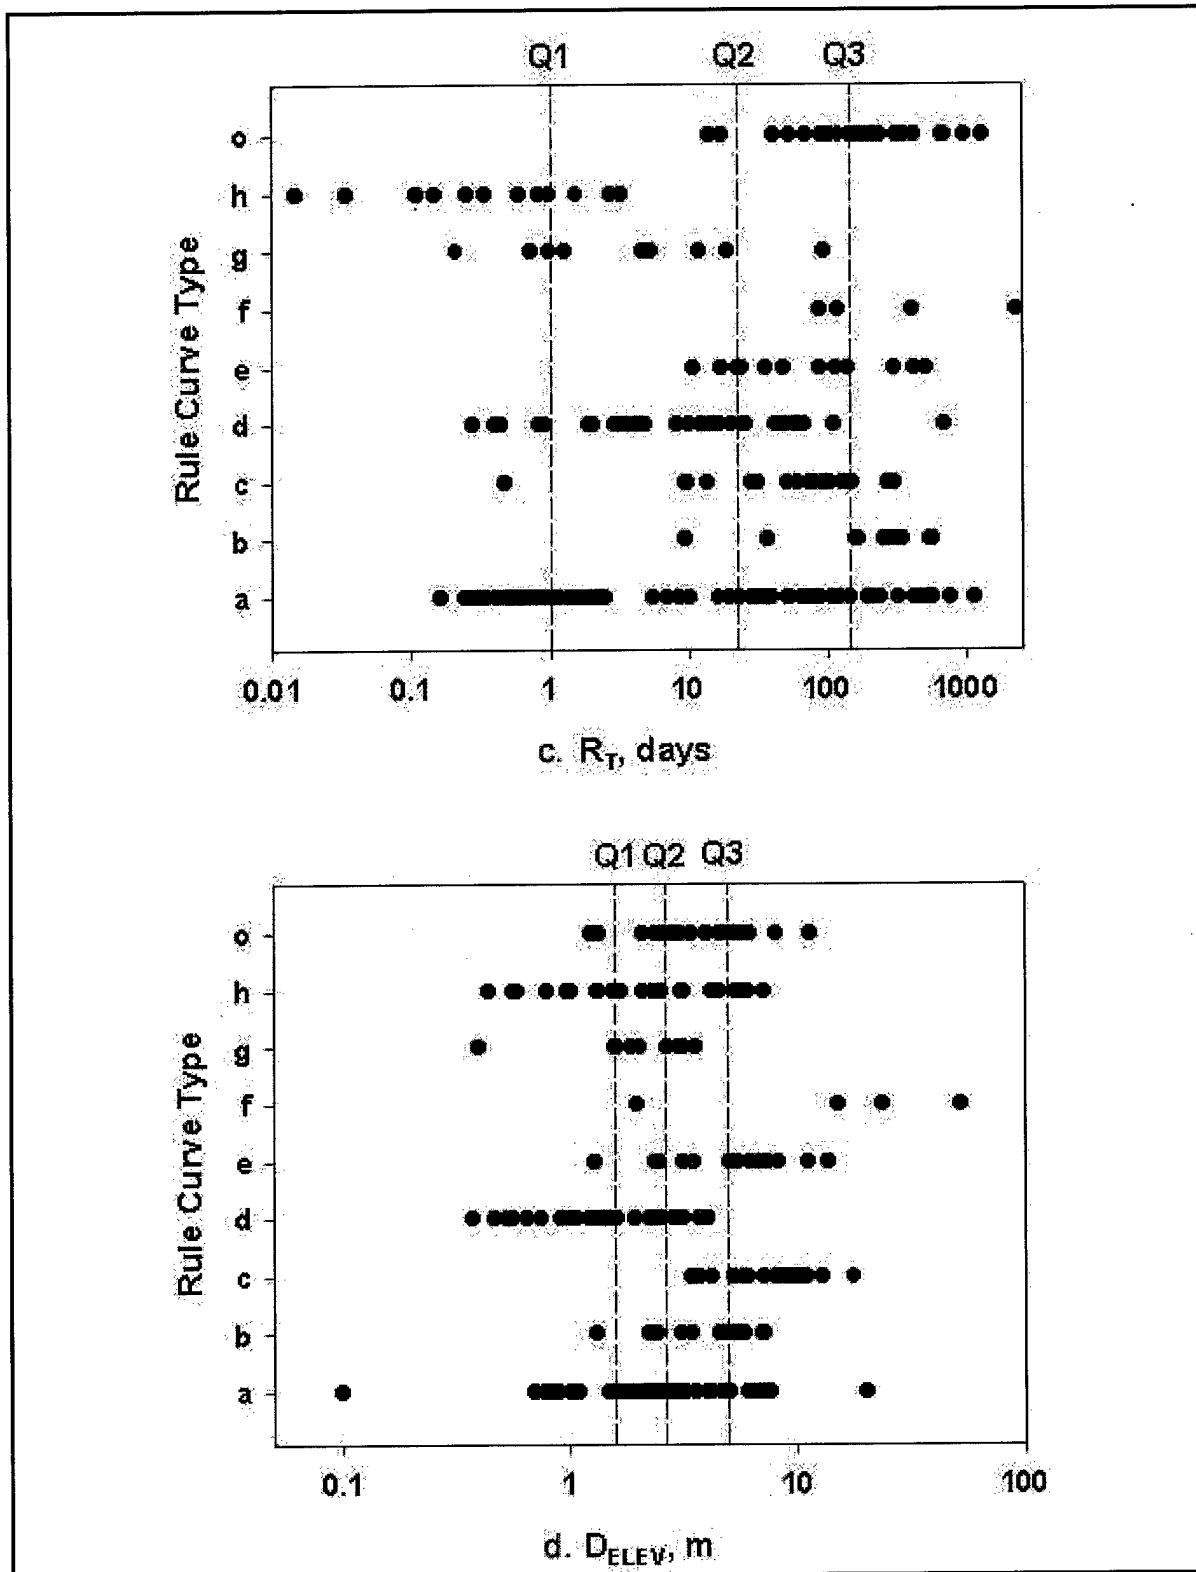 Q1 Q2 Q3
Rule Curve Type
o
h
g
f
e
d
c
b
a
0.01 0.1 1 10 100 1000
c. R_T, days
Q1 Q2 Q3
Rule Curve Type
o
h
g
f
e
d
c
b
a
0.1 1 10 100
d. D_ELEV, m